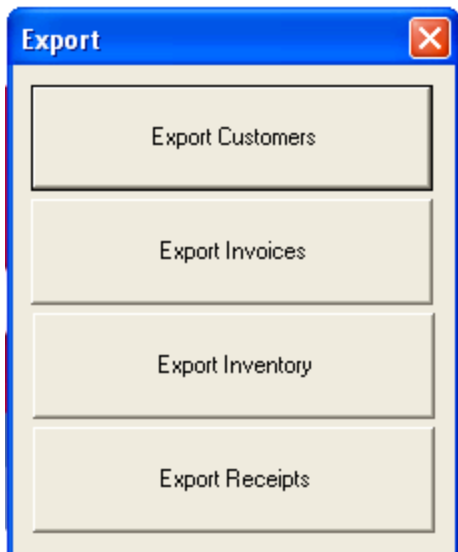 Export
Export Customers
Export Invoices
Export Inventory
Export Receipts